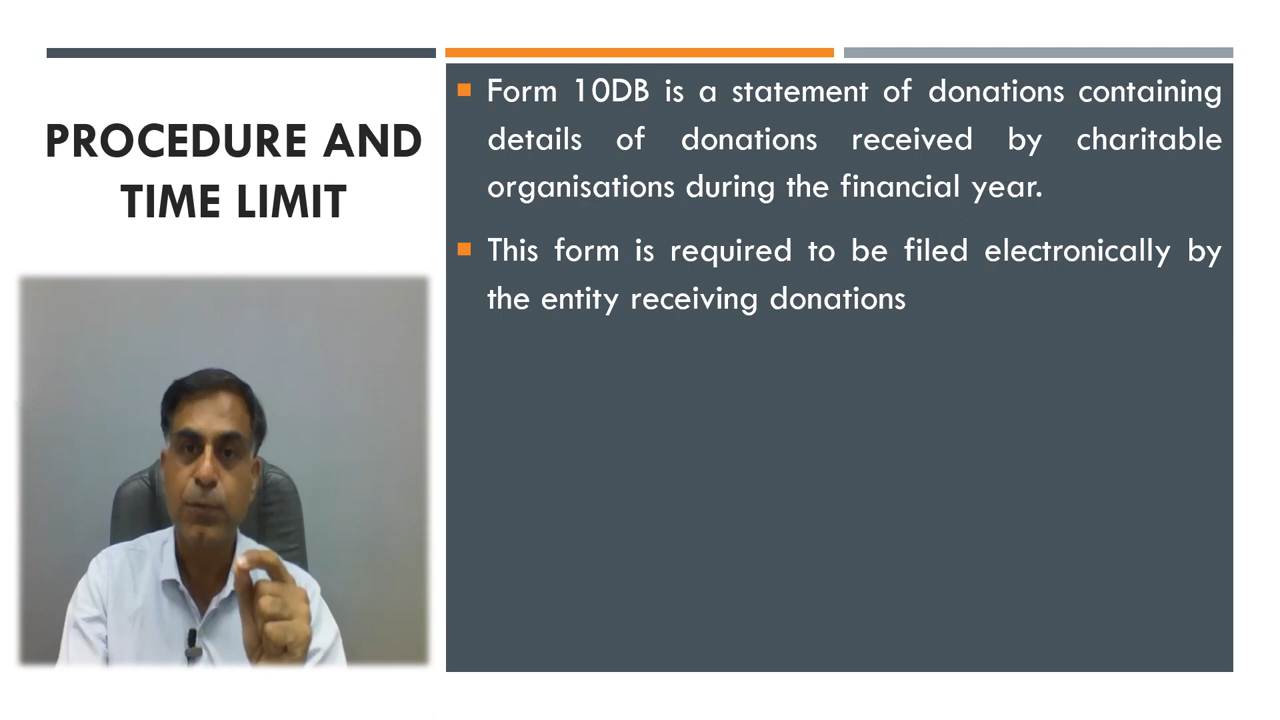 PROCEDURE AND
TIME LIMIT
Form 10DB is a statement of donations containing
details of donations received by charitable
organisations during the financial year.
This form is required to be filed electronically by
the entity receiving donations